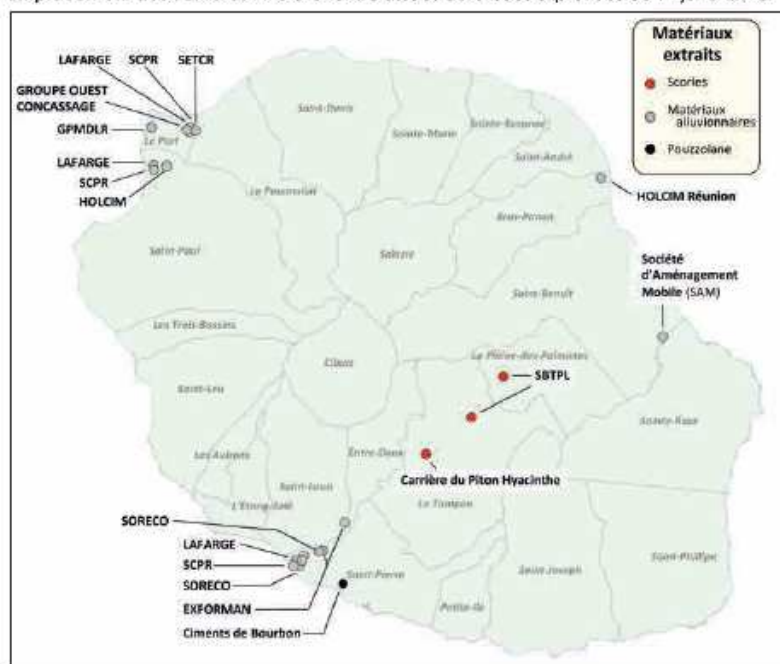 Matériaux
extraits
Scories
Matériaux
alluvionnaires
Pouzzolane
LAFARGE
SCPR
SETCR
GROUPE OUEST
CONCASSAGE
GPMDLR
LAFARGE
SCPR
HOLCIM
Le Port
Saint-Denis
Sainte-Marie
Sainte-Suzanne
Saint-André
La Possession
HOLCIM Réunion
Bras-Panon
Saint-Paul
Salazie
Société
d'Aménagement
Mobile (SAM)
Saint-Benoît
Les Trois-Bassins
Cilaos
La Plaine-des-Palmistes
SBTPL
Saint-Leu
Sainte-Rose
Les Avirons
Entre-Deux
Carrière du Piton Hyacinthe
Saint-Louis
L'Etang-Salé
Le Tampon
SORECO
LAFARGE
SCPR
SORECO
EXFORMAN
Ciments de Bourbon
Saint-Pierre
Petite-Ile
Saint-Joseph
Saint-Philippe